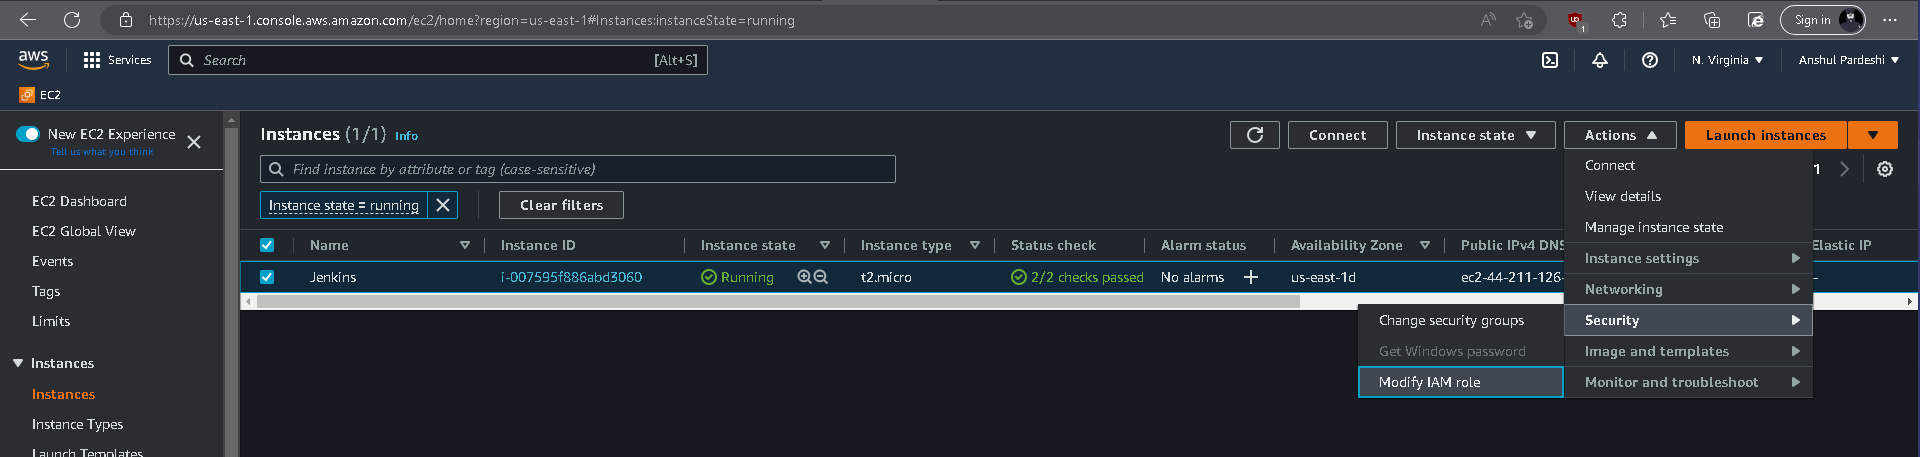 https://us-east-1.console.aws.amazon.com/ec2/home?region=us-east-1#Instances:instanceState=running
A
UD
1
Sign in
aws
Services
Search
[Alt+S]
N. Virginia
Anshul Pardeshi
EC2
New EC2 Experience
Tell us what you think
EC2 Dashboard
EC2 Global View
Events
Tags
Limits
Instances
Instances
Instance Types
Launch Templates
Instances (1/1) Info
Connect
Instance state
Actions
Launch instances
Find instance by attribute or tag (case-sensitive)
1
Instance state = running
Clear filters
Name Instance ID Instance state Instance type Status check Alarm status Availability Zone Public IPv4 DNS Elastic IP
Jenkins i-007595f886abd3060 Running t2.micro 2/2 checks passed No alarms + us-east-1d ec2-44-211-126- –
Connect
View details
Manage instance state
Instance settings
Networking
Security
Image and templates
Monitor and troubleshoot
Change security groups
Get Windows password
Modify IAM role